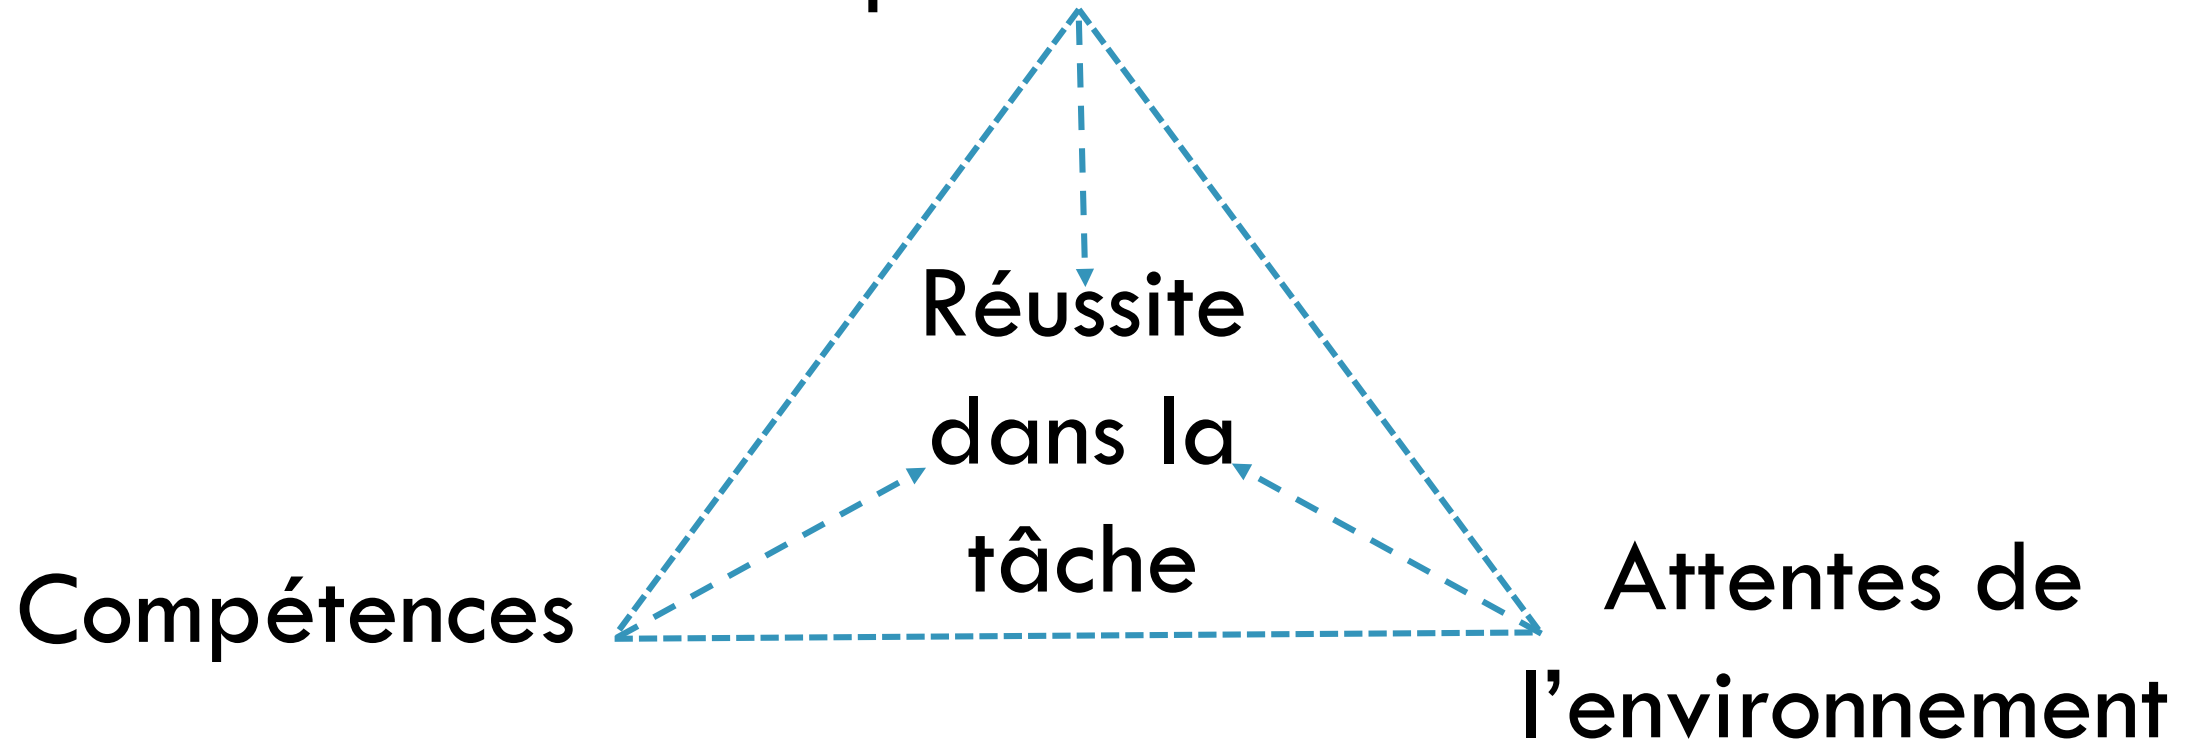 Réussite
dans la
tâche
Compétences
Attentes de
l’environnement